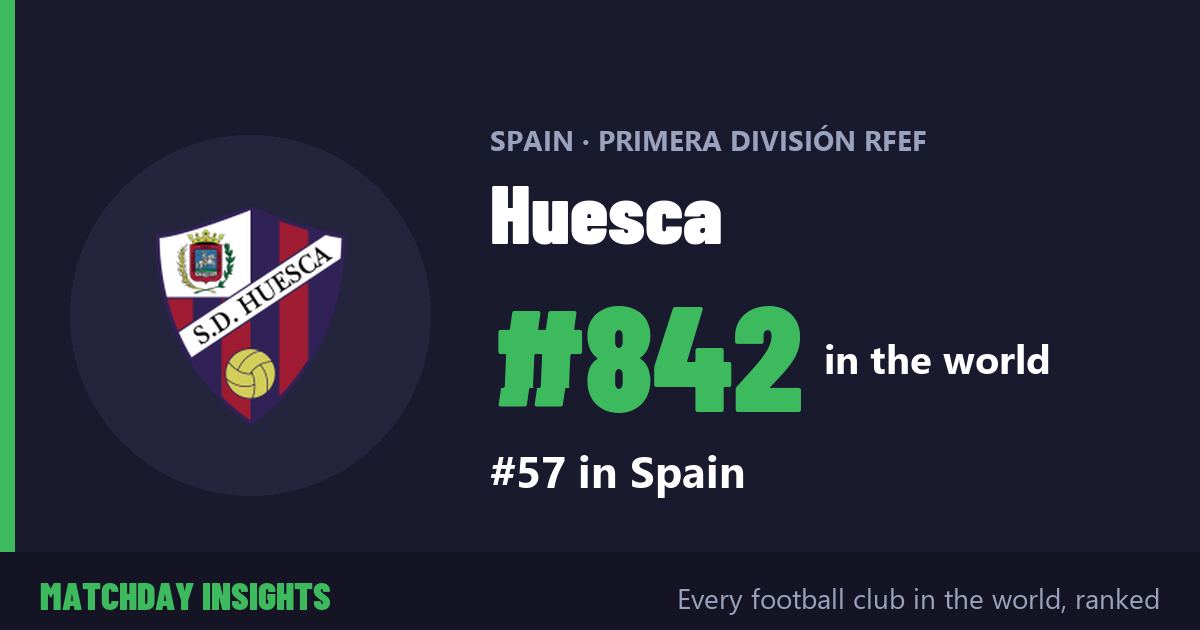 SPAIN · PRIMERA DIVISIÓN RFEF
Huesca
S.D. HUESCA
#842 in the world
#57 in Spain
MATCHDAY INSIGHTS
Every football club in the world, ranked